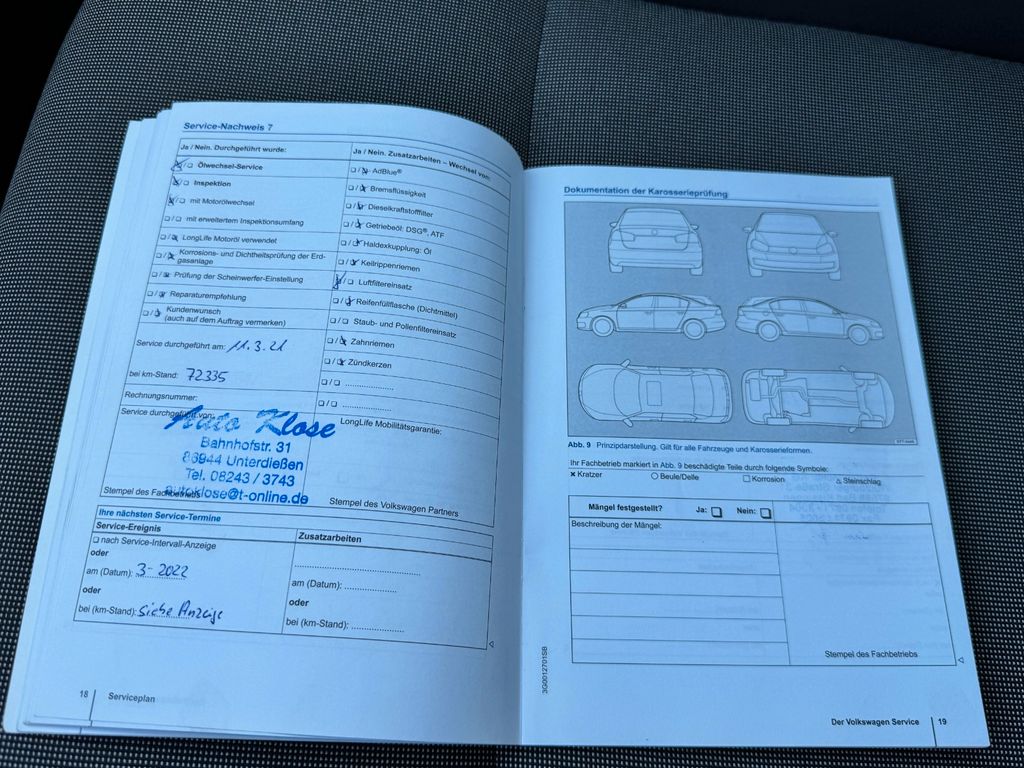 Service-Nachweis 7
Ja / Nein. Durchgeführt wurde:
Ölwechsel-Service
Inspektion
mit Motorölwechsel
mit erweitertem Inspektionsumfang
LongLife Motoröl verwendet
Korrosions- und Dichtheitsprüfung der Erd-
gasanlage
Prüfung der Scheinwerfer-Einstellung
Reparaturempfehlung
Kundenwunsch
(auch auf dem Auftrag vermerken)
Service durchgeführt am: 11.3.21
bei km-Stand: 72335
Rechnungsnummer:
Service durchgeführt von:
Auto Klose
Bahnhofstr. 31
86944 Unterdießen
Tel. 08243 / 3743
autoklose@t-online.de
Stempel des Fachbetriebs
Ja / Nein. Zusatzarbeiten – Wechsel von:
AdBlue®
Bremsflüssigkeit
Dieselkraftstofffilter
Getriebeöl: DSG®, ATF
Haldexkupplung: Öl
Keilrippenriemen
Luftfiltereinsatz
Reifenfüllflasche (Dichtmittel)
Staub- und Pollenfiltereinsatz
Zahnriemen
Zündkerzen
LongLife Mobilitätsgarantie:
Stempel des Volkswagen Partners
Ihre nächsten Service-Termine
Service-Ereignis
nach Service-Intervall-Anzeige
oder
am (Datum): 3-2022
oder
bei (km-Stand): siehe Anzeige
Zusatzarbeiten
am (Datum):
oder
bei (km-Stand):
18 Serviceplan
Dokumentation der Karosserieprüfung
Abb. 9 Prinzipdarstellung. Gilt für alle Fahrzeuge und Karosserieformen.
Ihr Fachbetrieb markiert in Abb. 9 beschädigte Teile durch folgende Symbole:
Kratzer
Beule/Delle
Korrosion
Steinschlag
Mängel festgestellt? Ja: Nein:
Beschreibung der Mängel:
Stempel des Fachbetriebs
3G0012701SB
Der Volkswagen Service 19